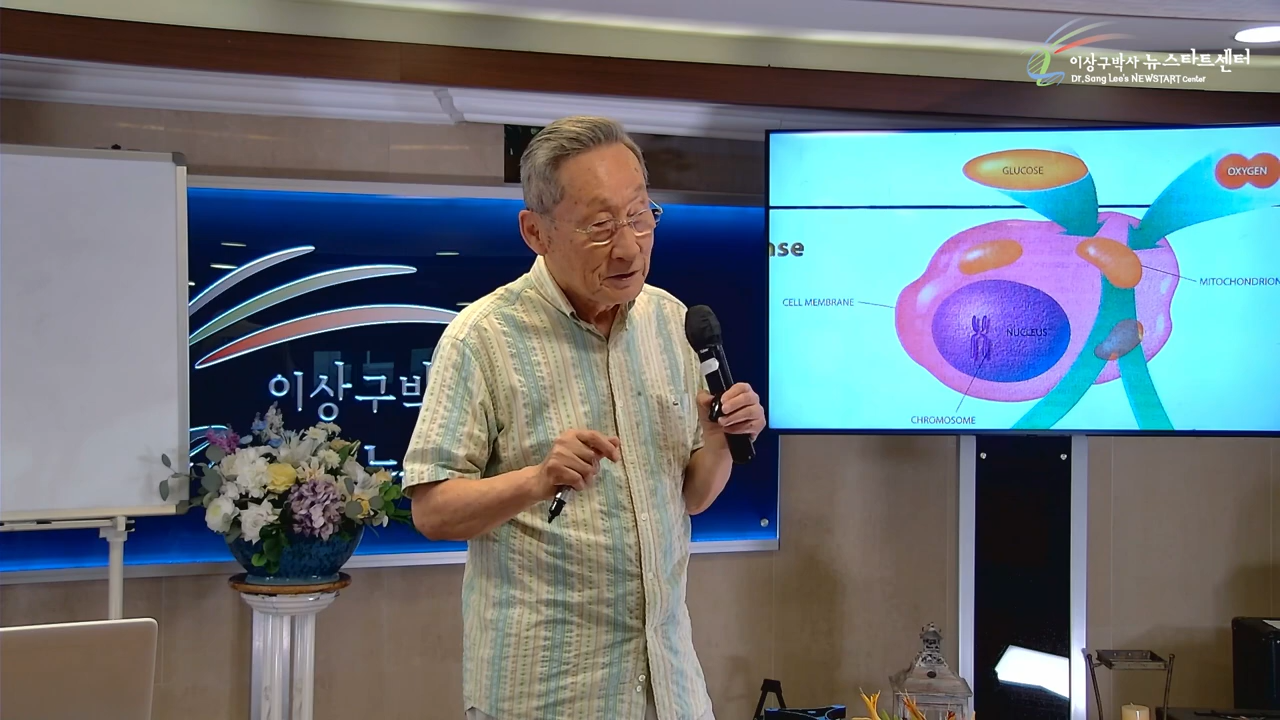 이상구박사 뉴스타트센터
Dr. Sang Lee's NEWSTART Center
GLUCOSE
OXYGEN
nse
CELL MEMBRANE
MITOCHONDRION
NUCLEUS
CHROMOSOME
이상구박